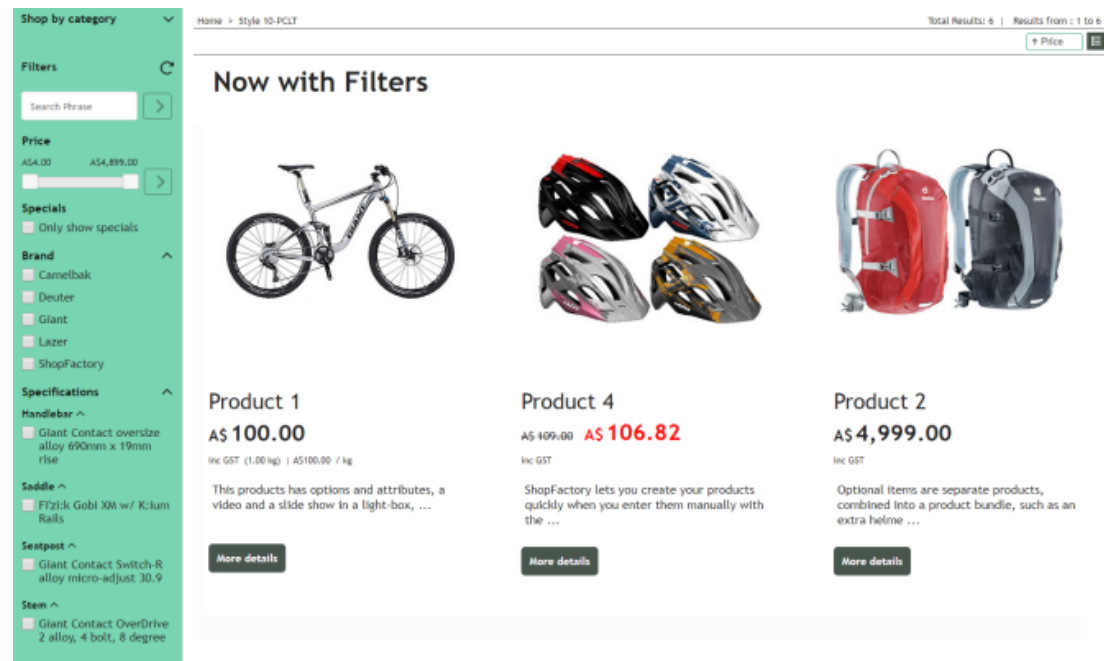 Shop by category
Filters
Search Phrase
Price
A$4.00 A$4,899.00
Specials
Only show specials
Brand
Camelbak
Deuter
Giant
Lazer
ShopFactory
Specifications
Handlebar
Giant Contact oversize
alloy 690mm x 19mm
rise
Saddle
Fi'zi:k Gobi XM w/ K:ium
Rails
Seatpost
Giant Contact Switch-R
alloy micro-adjust 30.9
Stem
Giant Contact OverDrive
2 alloy, 4 bolt, 8 degree
Home > Style 10-PCLT
Total Results: 6 | Results from : 1 to 6
↑ Price
Now with Filters
GIANT
Product 1
A$ 100.00
inc GST (1.00 kg) | A$100.00 / kg
This products has options and attributes, a
video and a slide show in a light-box, ...
More details
Product 4
A$ 109.00 A$ 106.82
inc GST
ShopFactory lets you create your products
quickly when you enter them manually with
the ...
More details
Product 2
A$ 4,999.00
inc GST
Optional items are separate products,
combined into a product bundle, such as an
extra helme ...
More details